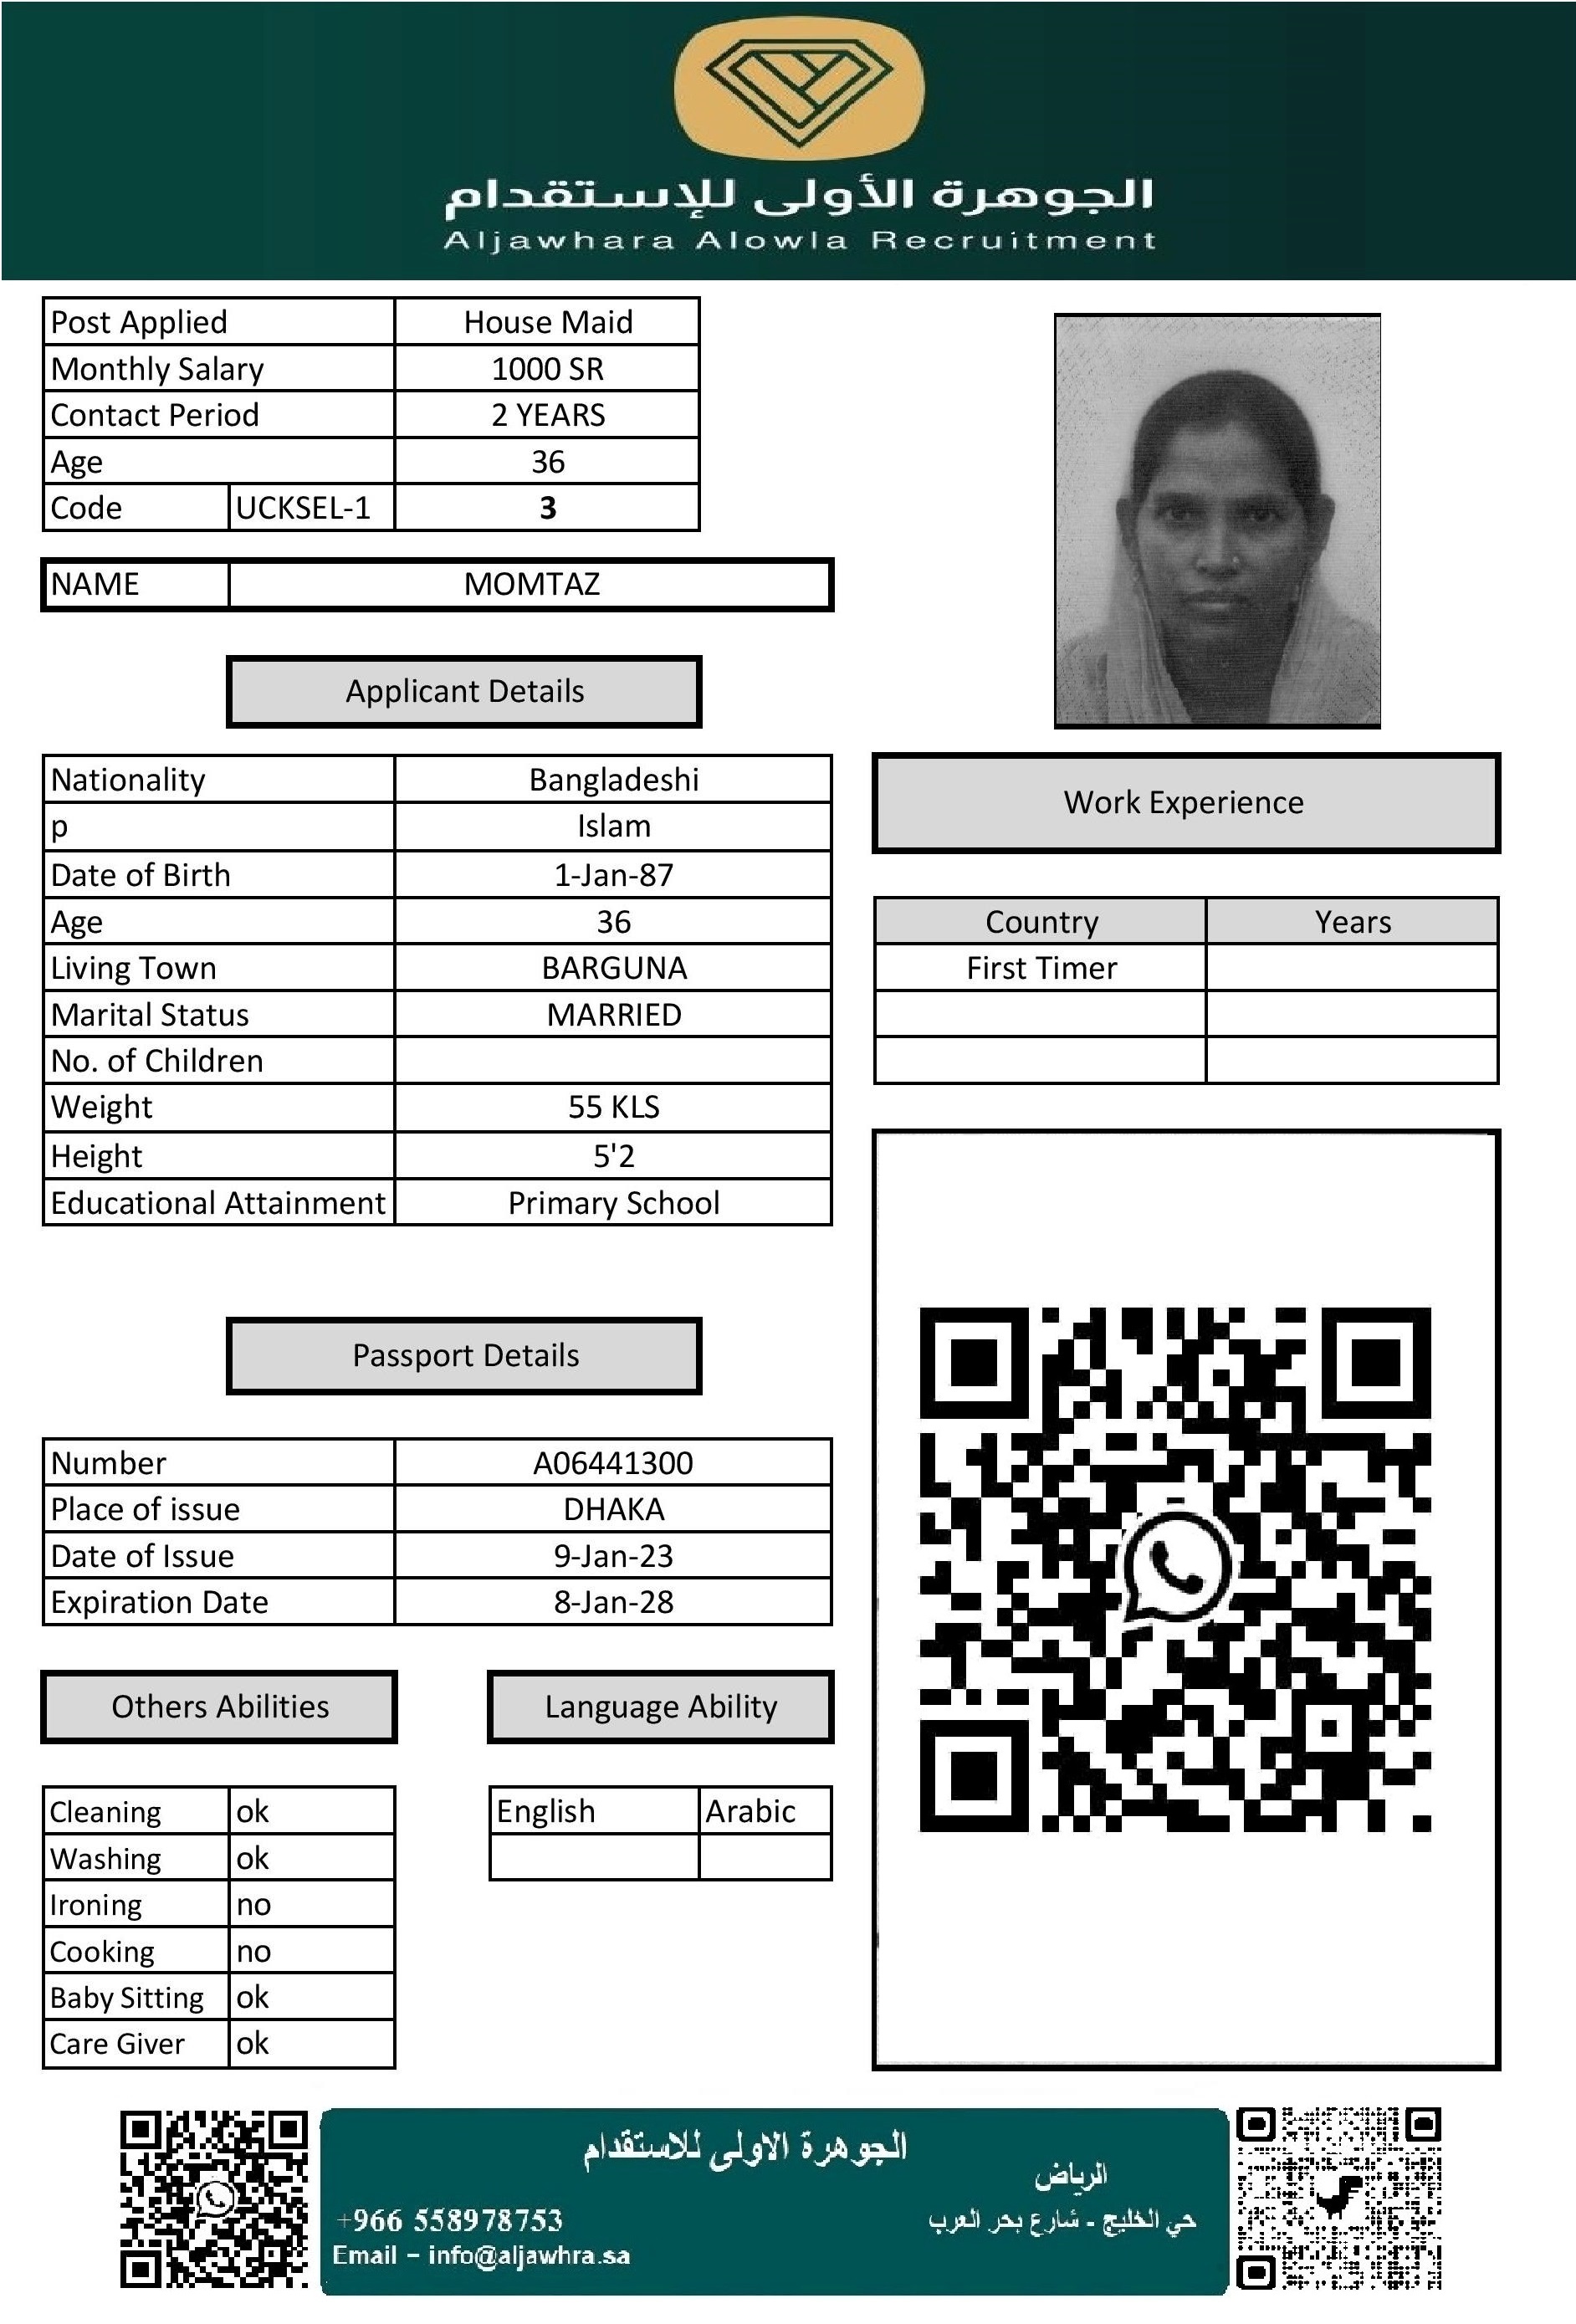 الجوهرة الأولى للإستقدام
Aljawhara Alowla Recruitment
Post Applied House Maid
Monthly Salary 1000 SR
Contact Period 2 YEARS
Age 36
Code UCKSEL-1 3
NAME MOMTAZ
Applicant Details
Nationality Bangladeshi
p Islam
Date of Birth 1-Jan-87
Age 36
Living Town BARGUNA
Marital Status MARRIED
No. of Children
Weight 55 KLS
Height 5'2
Educational Attainment Primary School
Work Experience
Country Years
First Timer
Passport Details
Number A06441300
Place of issue DHAKA
Date of Issue 9-Jan-23
Expiration Date 8-Jan-28
Others Abilities
Cleaning ok
Washing ok
Ironing no
Cooking no
Baby Sitting ok
Care Giver ok
Language Ability
English Arabic
الجوهرة الاولى للاستقدام
الرياض
حي الخليج - شارع بحر العرب
+966 558978753
Email – info@aljawhra.sa